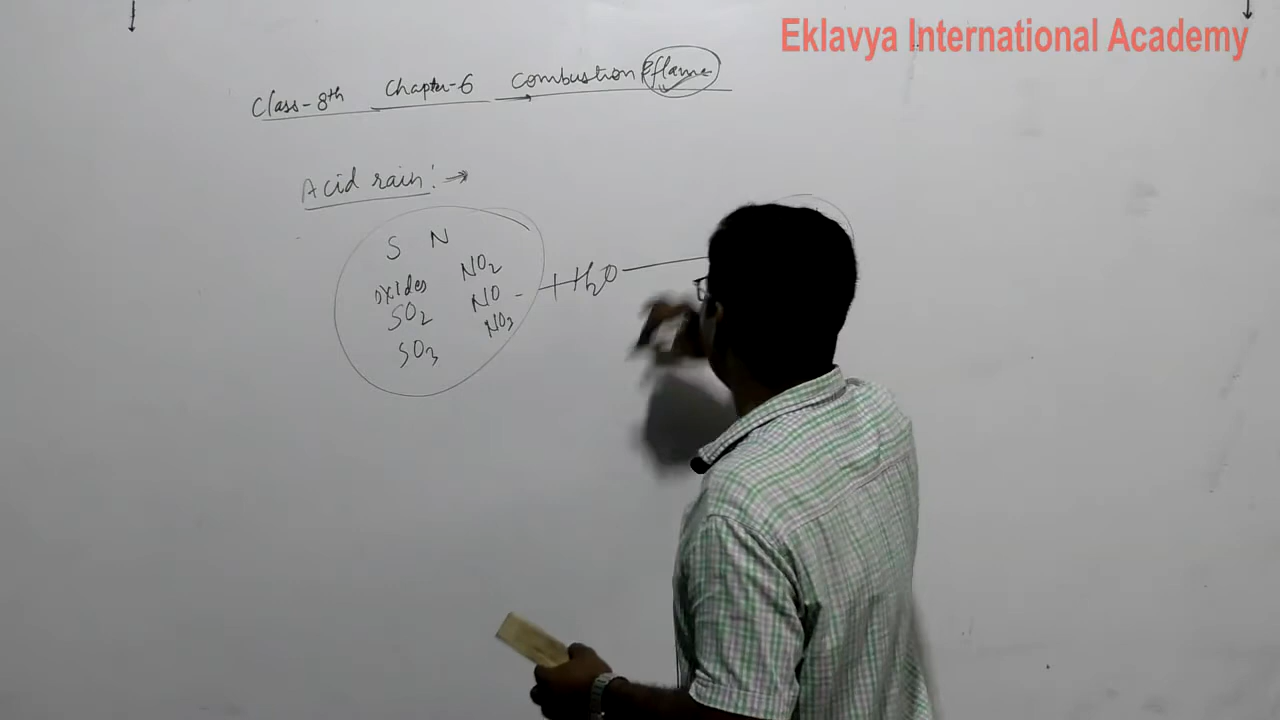 Eklavya International Academy
Class-8th Chapter-6 → Combustion & flame
Acid rain : →
S N
oxides NO2
SO2 NO
SO3 NO3
+ H2O